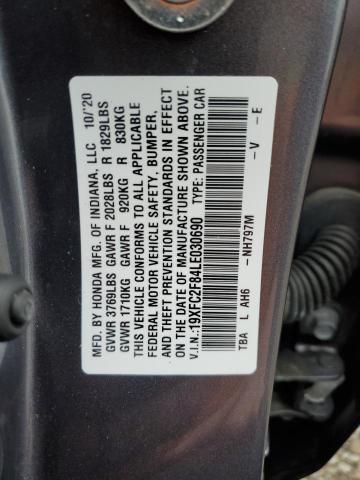 MFD. BY HONDA MFG. OF INDIANA, LLC 10/'20
GVWR 3769LBS GAWR F 2028LBS R 1829LBS
GVWR 1710KG GAWR F 920KG R 830KG
THIS VEHICLE CONFORMS TO ALL APPLICABLE
FEDERAL MOTOR VEHICLE SAFETY, BUMPER,
AND THEFT PREVENTION STANDARDS IN EFFECT
ON THE DATE OF MANUFACTURE SHOWN ABOVE.
V.I.N.:19XFC2F84LE030690 TYPE: PASSENGER CAR
TBA L AH6 -NH797M -V -E